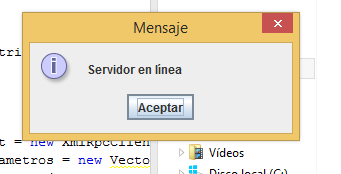 Mensaje
Servidor en línea
Aceptar
t = new XmlRpcClien
ametros = new Vecto
Vídeos
Disco local (C:)